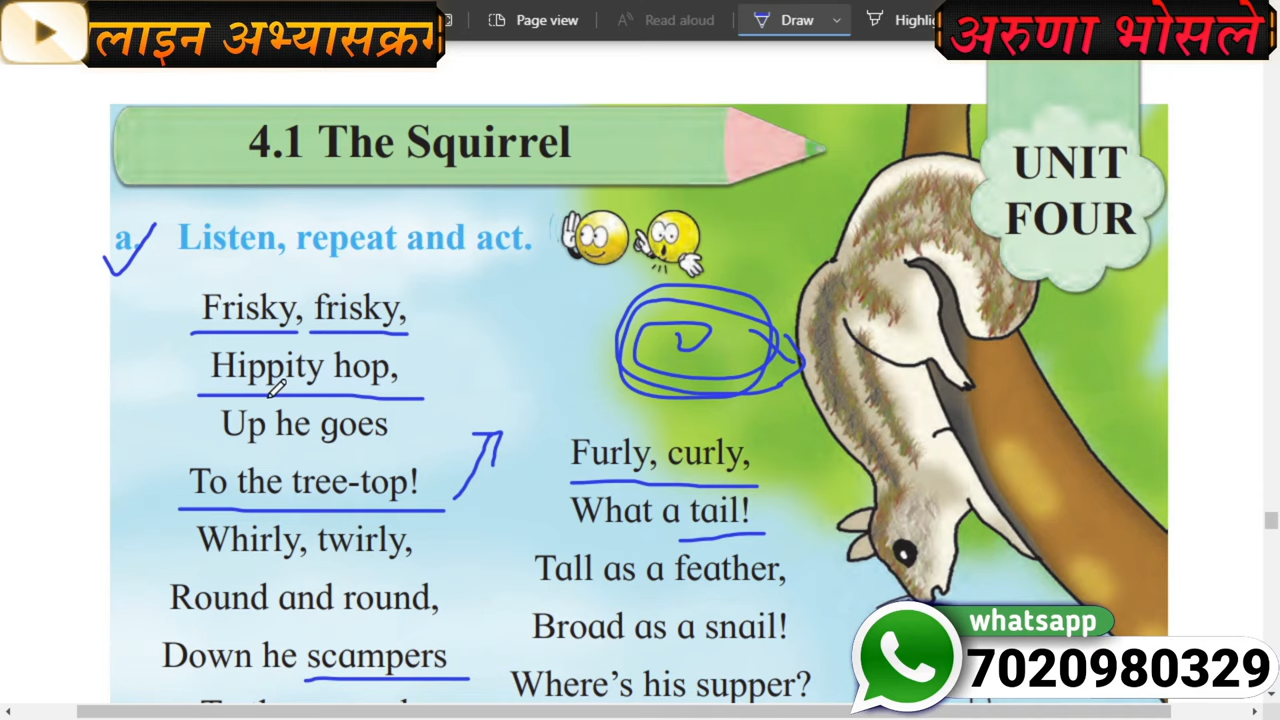 लाइन अभ्यासक्रम
Page view
Read aloud
Draw
अरुणा भोसले
4.1 The Squirrel
UNIT
FOUR
a. Listen, repeat and act.
Frisky, frisky,
Hippity hop,
Up he goes
To the tree-top!
Whirly, twirly,
Round and round,
Down he scampers
Furly, curly,
What a tail!
Tall as a feather,
Broad as a snail!
Where's his supper?
whatsapp
7020980329